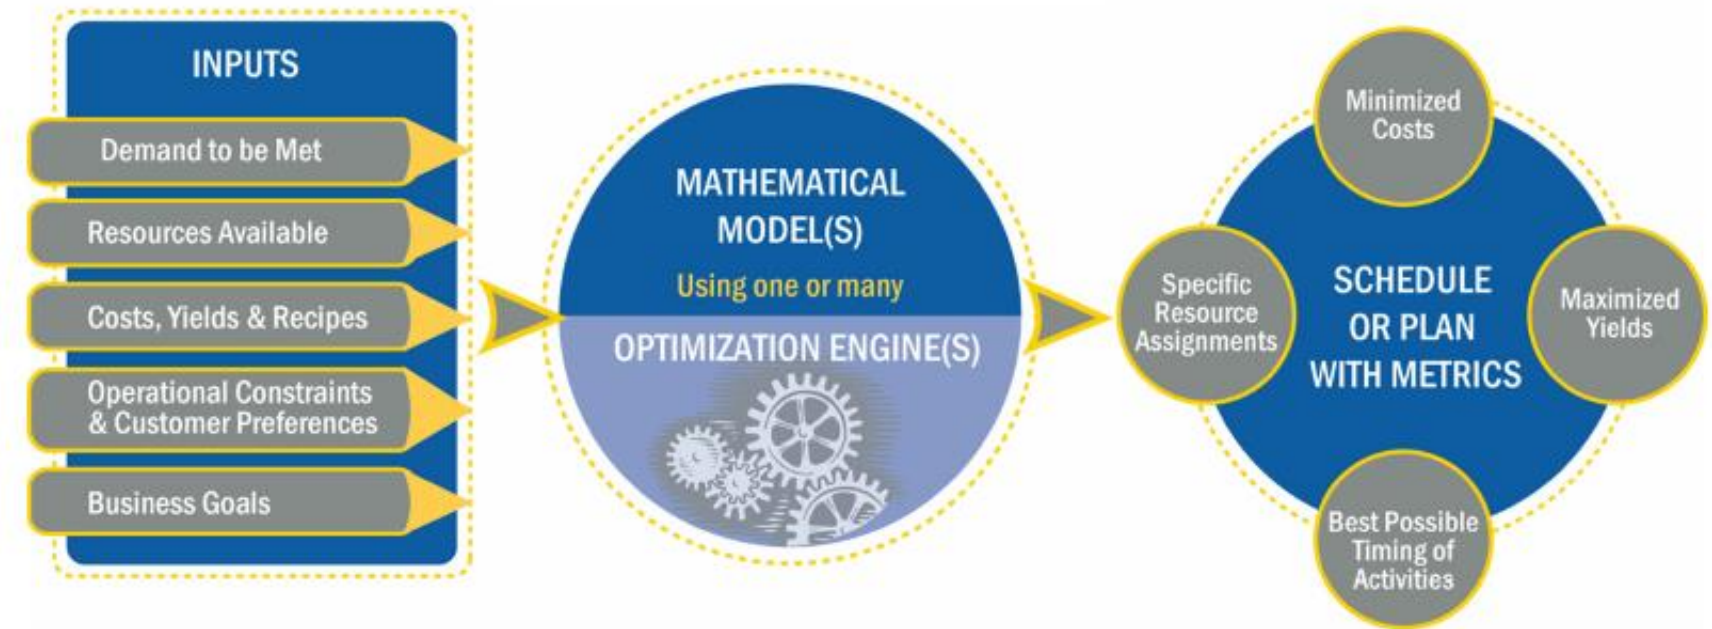 INPUTS
Demand to be Met
Resources Available
Costs, Yields & Recipes
Operational Constraints
& Customer Preferences
Business Goals
MATHEMATICAL
MODEL(S)
Using one or many
OPTIMIZATION ENGINE(S)
Minimized
Costs
Specific
Resource
Assignments
SCHEDULE
OR PLAN
WITH METRICS
Maximized
Yields
Best Possible
Timing of
Activities